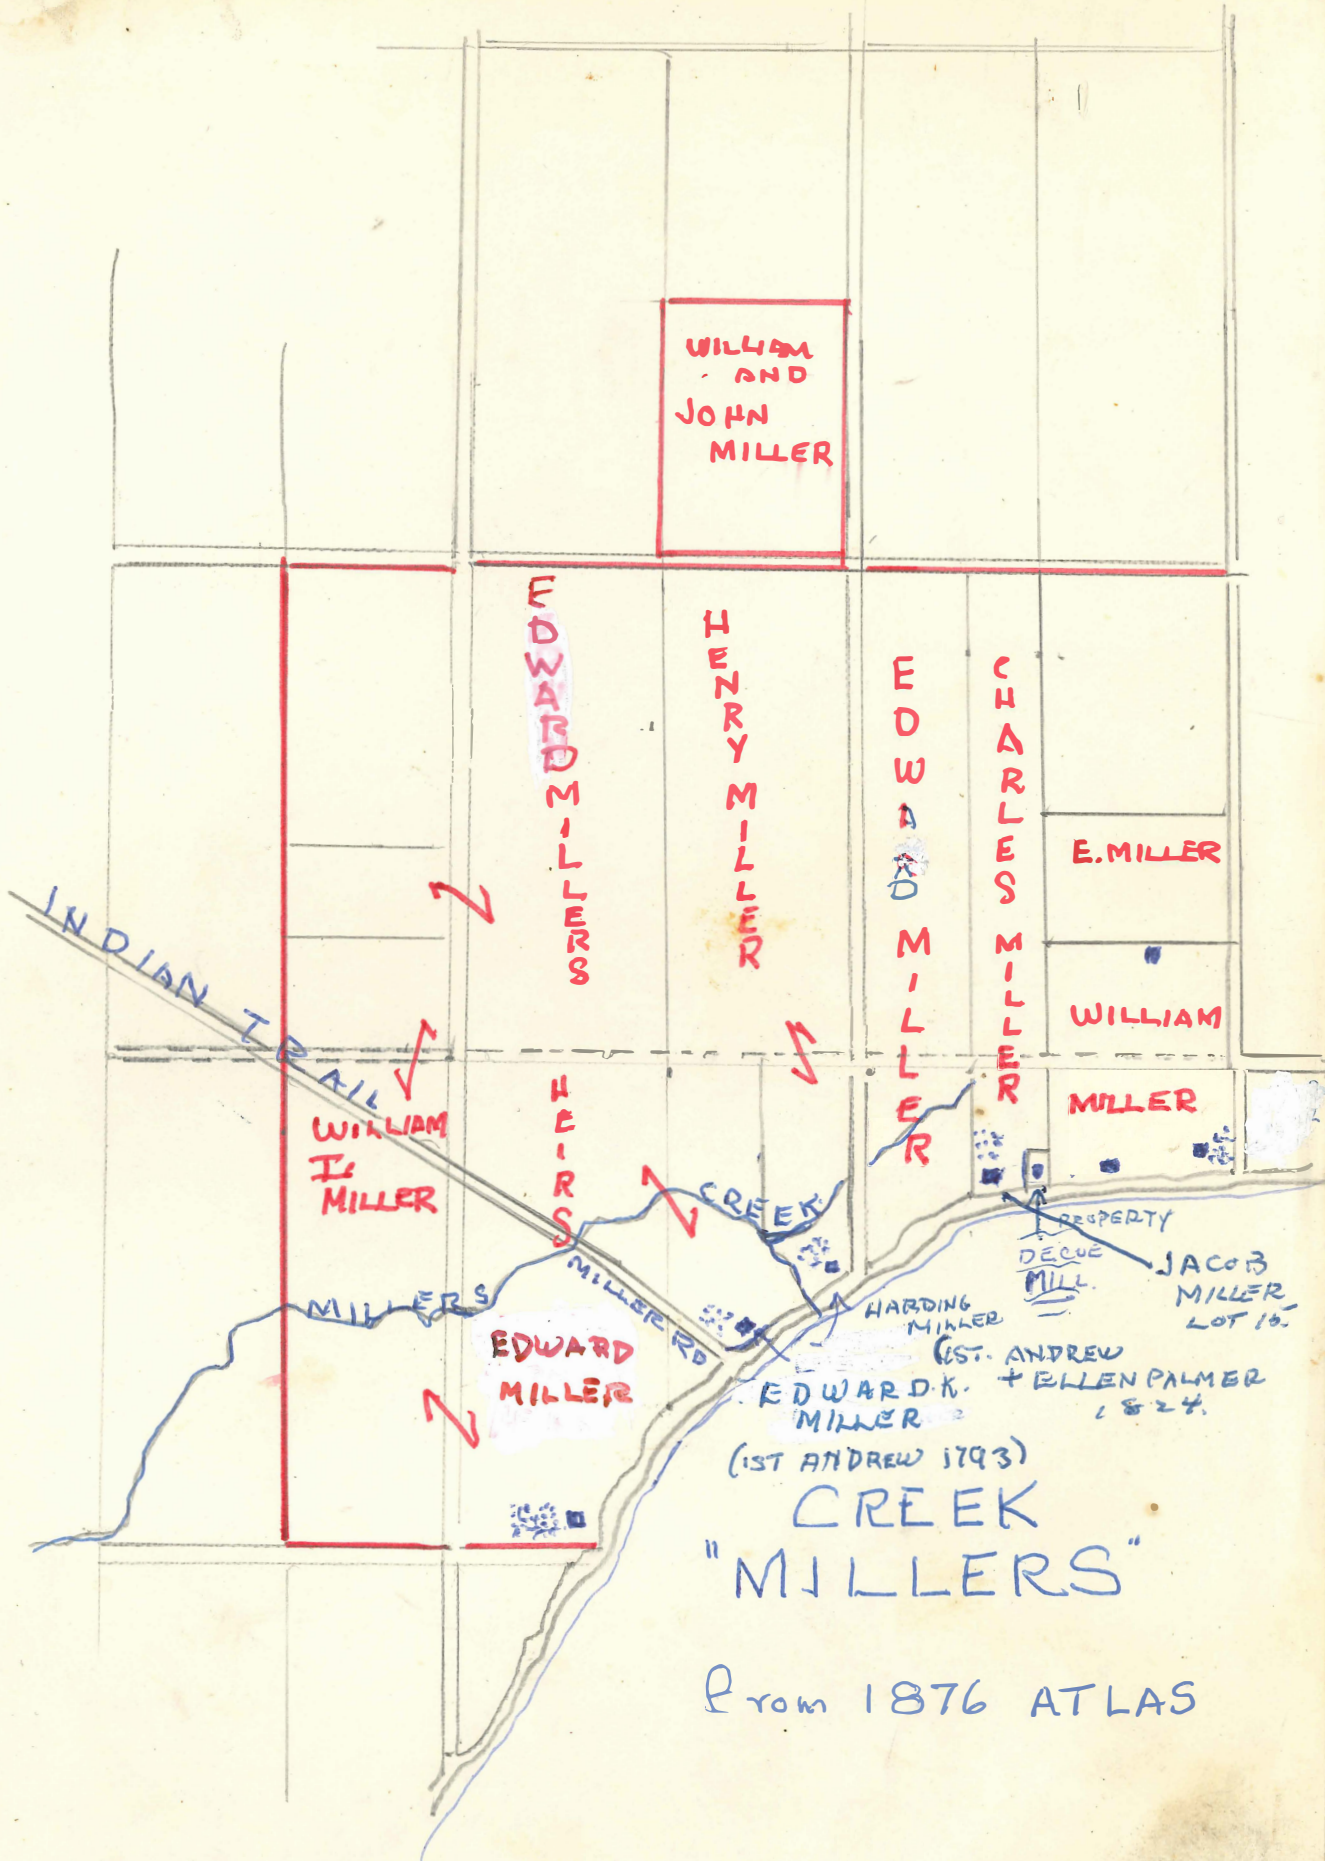 WILLIAM
AND
JOHN
MILLER
EDWARD MILLERS HEIRS
HENRY MILLER
EDWARD MILLER
CHARLES MILLER
E. MILLER
WILLIAM
MILLER
INDIAN TRAIL
WILLIAM
I.
MILLER
MILLERS CREEK
MILLER RD
EDWARD
MILLER
PROPERTY
DECUE
MILL.
JACOB
MILLER
LOT 15.
HARDING
MILLER
(1ST. ANDREW
+ ELLEN PALMER
1824.
EDWARD.K.
MILLER
(1ST ANDREW 1793)
CREEK
"MILLERS"
from 1876 ATLAS